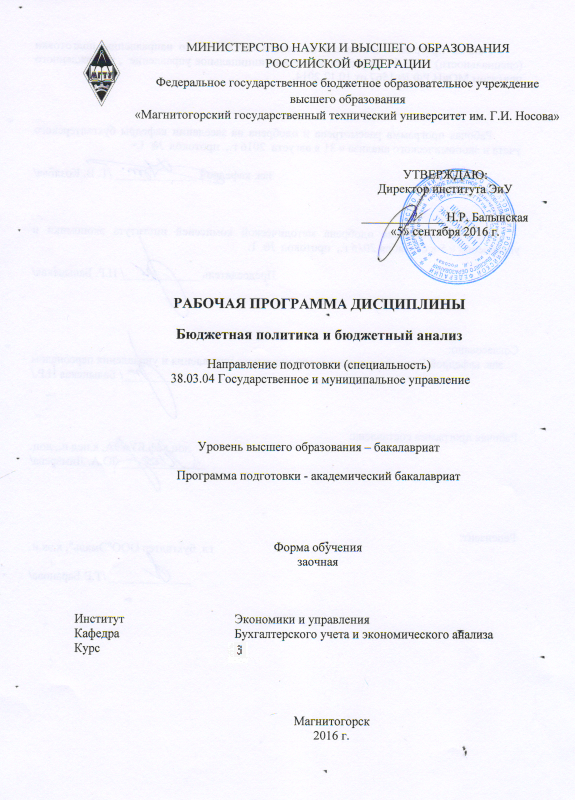 МИНИСТЕРСТВО НАУКИ И ВЫСШЕГО ОБРАЗОВАНИЯ
РОССИЙСКОЙ ФЕДЕРАЦИИ
Федеральное государственное бюджетное образовательное учреждение
высшего образования
«Магнитогорский государственный технический университет им. Г.И. Носова»
УТВЕРЖДАЮ:
Директор института ЭиУ
Н.Р. Балынская
«5» сентября 2016 г.
РАБОЧАЯ ПРОГРАММА ДИСЦИПЛИНЫ
Бюджетная политика и бюджетный анализ
Направление подготовки (специальность)
38.03.04 Государственное и муниципальное управление
Уровень высшего образования – бакалавриат
Программа подготовки - академический бакалавриат
Форма обучения
заочная
Институт Экономики и управления
Кафедра Бухгалтерского учета и экономического анализа
Курс 3
Магнитогорск
2016 г.